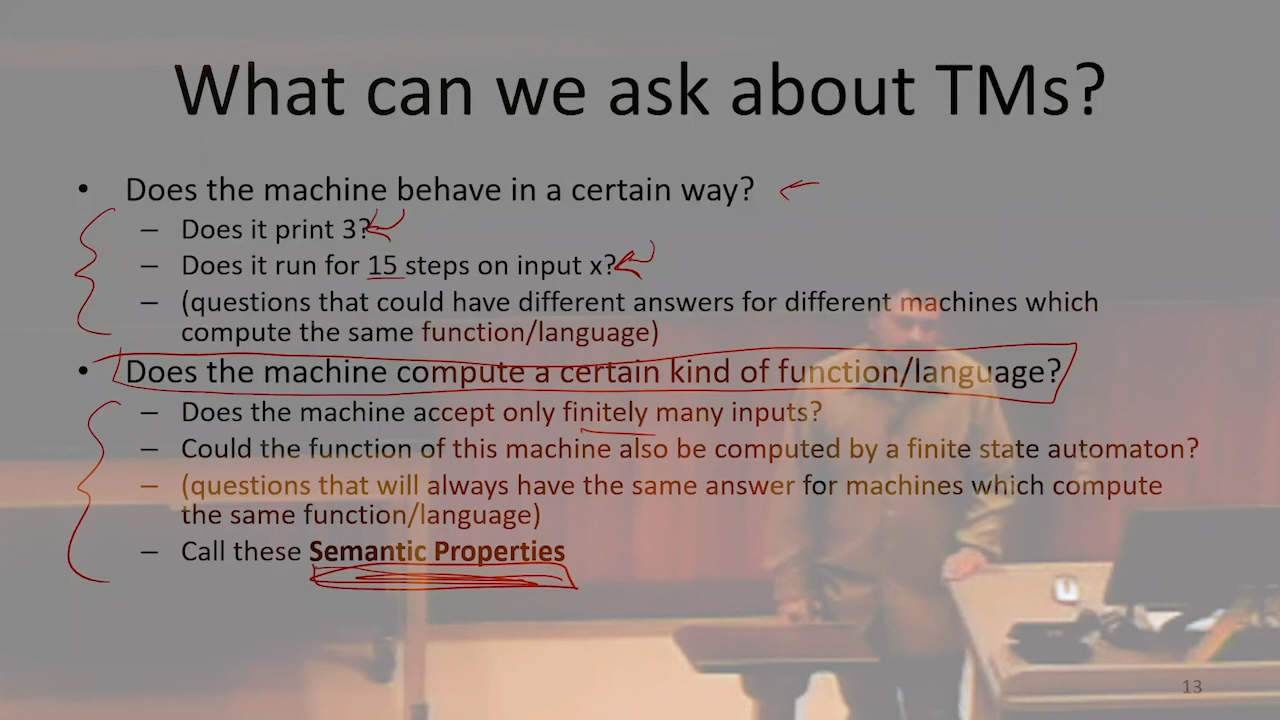 What can we ask about TMs?
• Does the machine behave in a certain way?
– Does it print 3?
– Does it run for 15 steps on input x?
– (questions that could have different answers for different machines which
compute the same function/language)
• Does the machine compute a certain kind of function/language?
– Does the machine accept only finitely many inputs?
– Could the function of this machine also be computed by a finite state automaton?
– (questions that will always have the same answer for machines which compute
the same function/language)
– Call these Semantic Properties
13